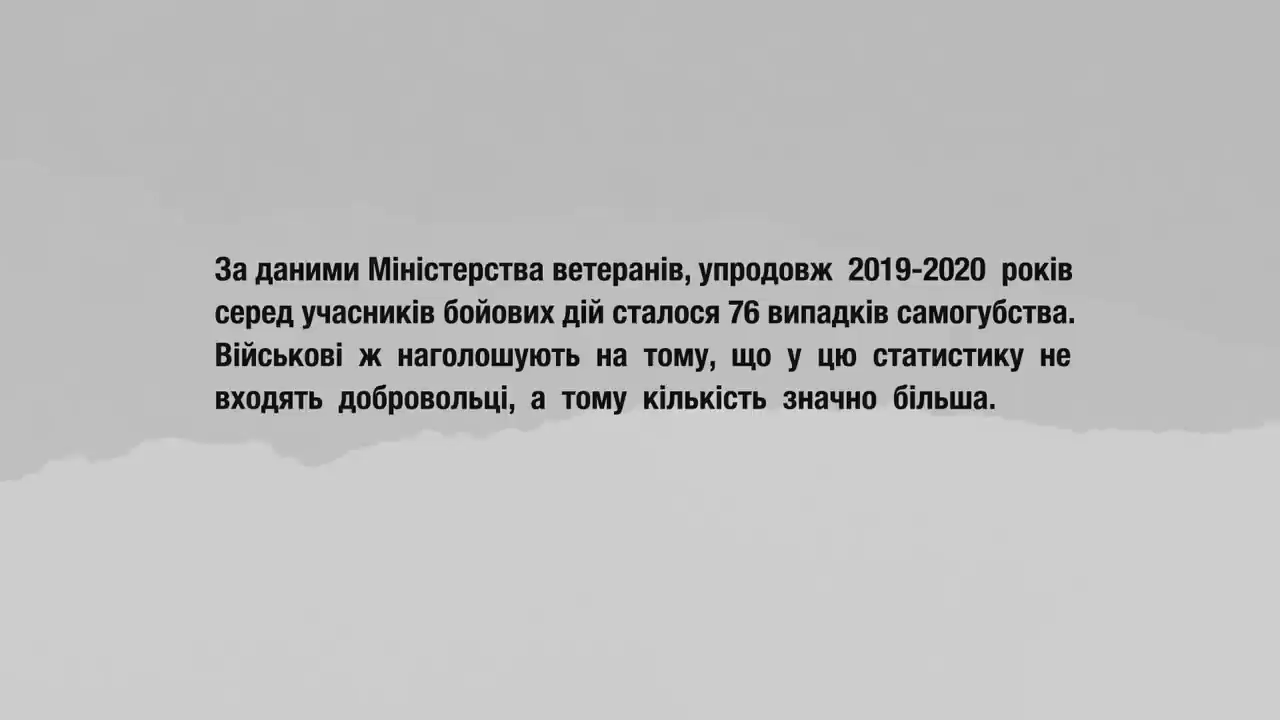 За даними Міністерства ветеранів, упродовж 2019-2020 років
серед учасників бойових дій сталося 76 випадків самогубства.
Військові ж наголошують на тому, що у цю статистику не
входять добровольці, а тому кількість значно більша.